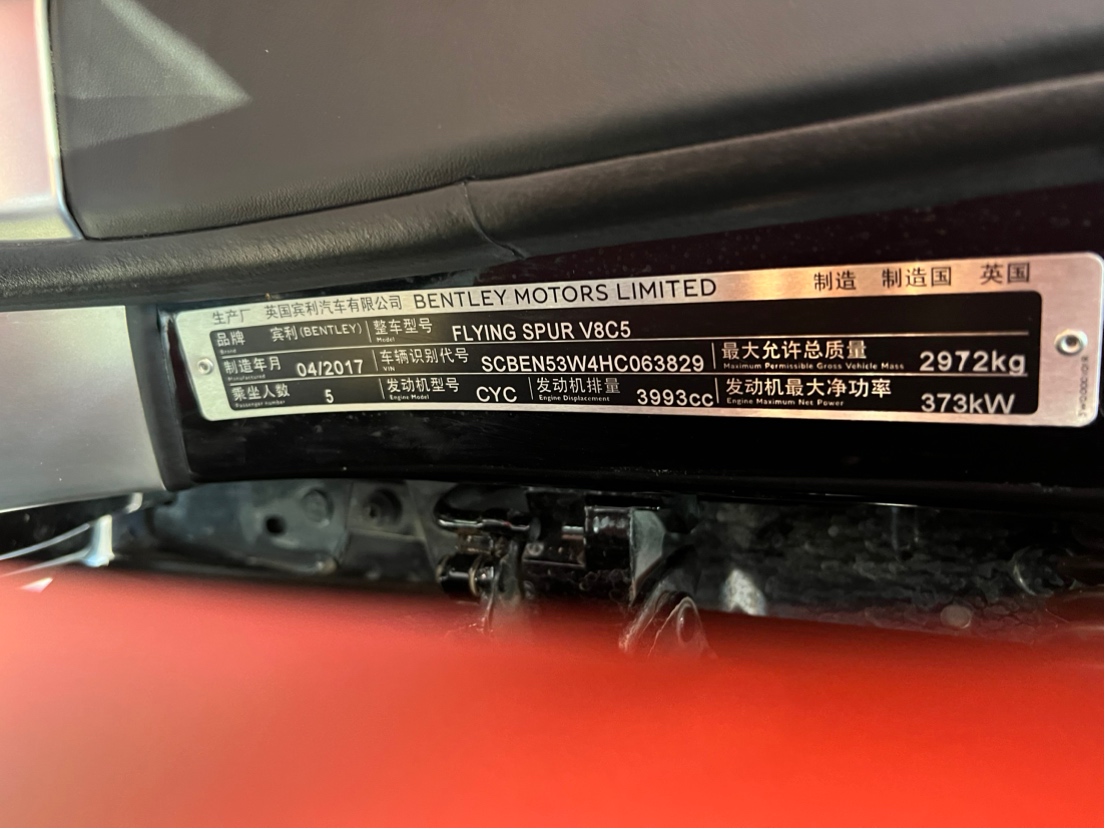 生产厂 英国宾利汽车有限公司 BENTLEY MOTORS LIMITED 制造 制造国 英国
品牌 Brand 宾利(BENTLEY) 整车型号 Model FLYING SPUR V8C5
制造年月 Manufactured 04/2017 车辆识别代号 VIN SCBEN53W4HC063829 最大允许总质量 Maximum Permissible Gross Vehicle Mass 2972kg
乘坐人数 Passenger number 5 发动机型号 Engine Model CYC 发动机排量 Engine Displacement 3993cc 发动机最大净功率 Engine Maximum Net Power 373kW